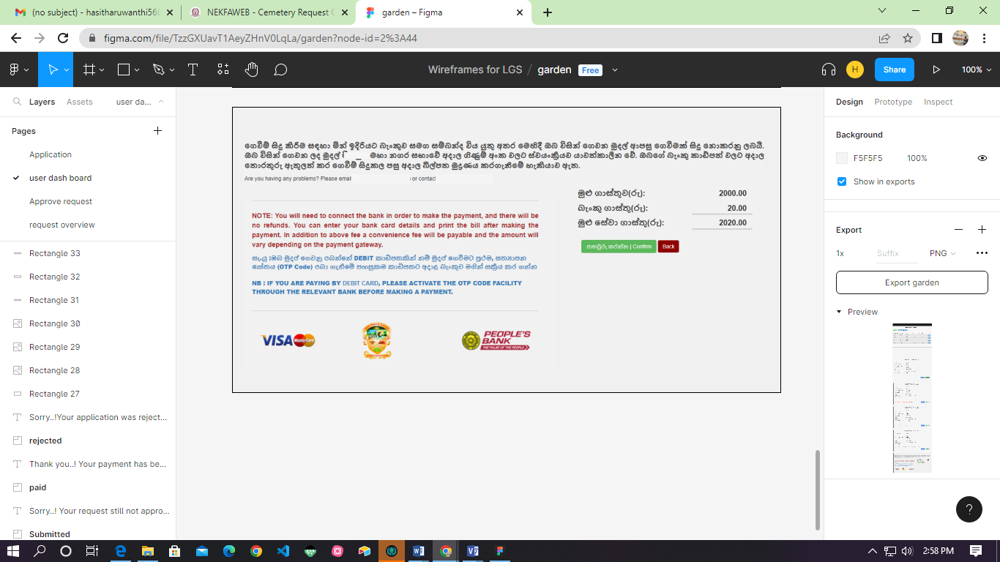 (no subject) - hasitharuwanthi568
NEKFAWEB - Cemetery Request
garden – Figma
figma.com/file/TzzGXUavT1AeyZHnV0LqLa/garden?node-id=2%3A44
Wireframes for LGS / garden Free
H
Share
100%
Layers
Assets
user da...
Pages
Application
user dash board
Approve request
request overview
Rectangle 33
Rectangle 32
Rectangle 31
Rectangle 30
Rectangle 29
Rectangle 28
Rectangle 27
Sorry..!Your application was reject...
rejected
Thank you..! Your payment has be...
paid
Sorry..! Your request still not appro...
Submitted
ගෙවීම් සිදු කිරීම සඳහා මින් ඉදිරියට බැංකුව සමග සම්බන්ද විය යුතු අතර මෙහිදී ඔබ විසින් ගෙවන මුදල් ආපසු ගෙවීමක් සිදු නොකරනු ලබයි.
ඔබ විසින් ගෙවන ලද මුදල් මහා නගර සභාවේ අදාල ගිණුම් අංක වලට ස්වයංක්‍රීයව යාවත්කාලීන වේ. ඔබගේ බැංකු කාඩ්පත් වලට අදාල
තොරතුරු ඇතුලත් කර ගෙවීම් සිදුකල පසු අදාල බිල්පත මුද්‍රණය කරගැනීමේ හැකියාව ඇත.
Are you having any problems? Please email or contact
NOTE: You will need to connect the bank in order to make the payment, and there will be
no refunds. You can enter your bank card details and print the bill after making the
payment. In addition to above fee a convenience fee will be payable and the amount will
vary depending on the payment gateway.
සැයු :ඔබ මුදල් ගෙවනු ලබන්නේ DEBIT කාඩ්පතකින් නම් මුදල් ගෙවීමට ප්‍රථම, සත්‍යාපන
කේතය (OTP Code) ලබා ගැනීමේ පහසුකම කාඩ්පතට අදාළ බැංකුව මගින් සක්‍රීය කර ගන්න
NB : IF YOU ARE PAYING BY DEBIT CARD, PLEASE ACTIVATE THE OTP CODE FACILITY
THROUGH THE RELEVANT BANK BEFORE MAKING A PAYMENT.
VISA MasterCard
PEOPLE'S
BANK
THE PULSE OF THE PEOPLE
මුළු ගාස්තුව(රු): 2000.00
බැංකු ගාස්තු(රු): 20.00
මුළු සේවා ගාස්තු(රු): 2020.00
තහවුරු කරන්න | Confirm
Back
Design
Prototype
Inspect
Background
F5F5F5 100%
Show in exports
Export
1x
Suffix
PNG
Export garden
Preview
?
2:58 PM